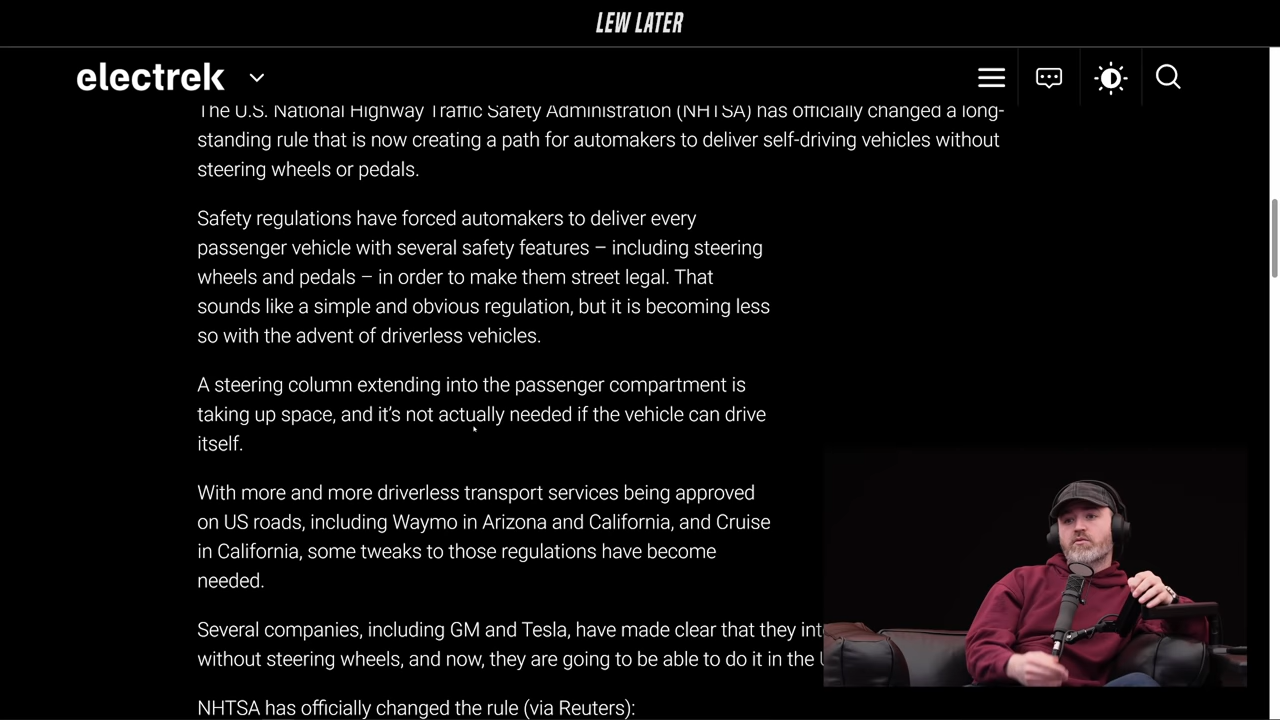 LEW LATER
electrek
The U.S. National Highway Traffic Safety Administration (NHTSA) has officially changed a long-
standing rule that is now creating a path for automakers to deliver self-driving vehicles without
steering wheels or pedals.
Safety regulations have forced automakers to deliver every
passenger vehicle with several safety features – including steering
wheels and pedals – in order to make them street legal. That
sounds like a simple and obvious regulation, but it is becoming less
so with the advent of driverless vehicles.
A steering column extending into the passenger compartment is
taking up space, and it’s not actually needed if the vehicle can drive
itself.
With more and more driverless transport services being approved
on US roads, including Waymo in Arizona and California, and Cruise
in California, some tweaks to those regulations have become
needed.
Several companies, including GM and Tesla, have made clear that they
without steering wheels, and now, they are going to be able to do it in the
NHTSA has officially changed the rule (via Reuters):